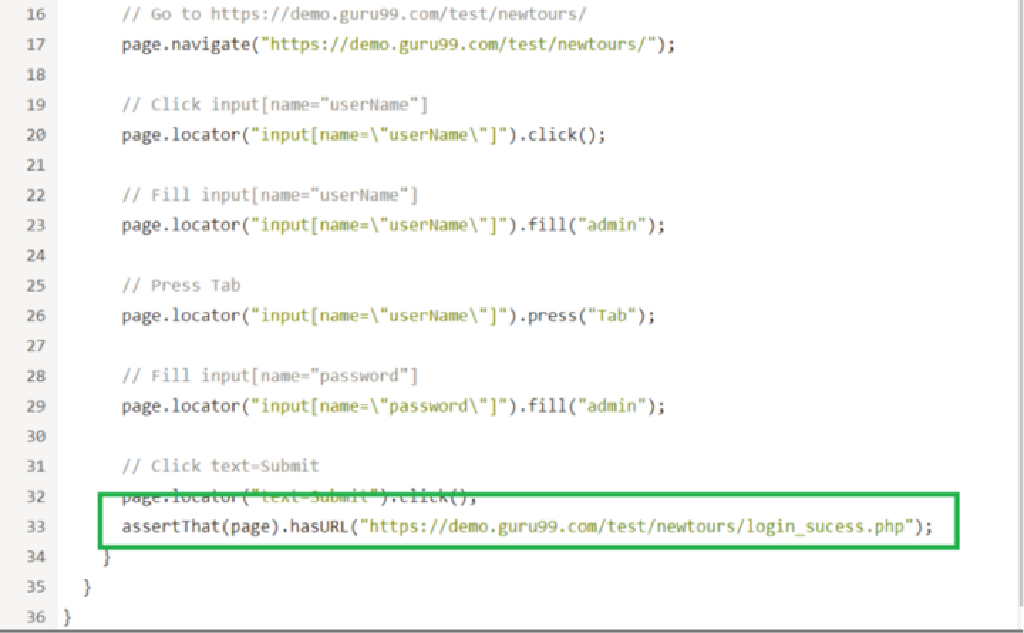 16 // Go to https://demo.guru99.com/test/newtours/
17 page.navigate("https://demo.guru99.com/test/newtours/");
18
19 // Click input[name="userName"]
20 page.locator("input[name=\"userName\"]").click();
21
22 // Fill input[name="userName"]
23 page.locator("input[name=\"userName\"]").fill("admin");
24
25 // Press Tab
26 page.locator("input[name=\"userName\"]").press("Tab");
27
28 // Fill input[name="password"]
29 page.locator("input[name=\"password\"]").fill("admin");
30
31 // Click text=Submit
32 page.locator("text=Submit").click();
33 assertThat(page).hasURL("https://demo.guru99.com/test/newtours/login_sucess.php");
34 }
35 }
36 }